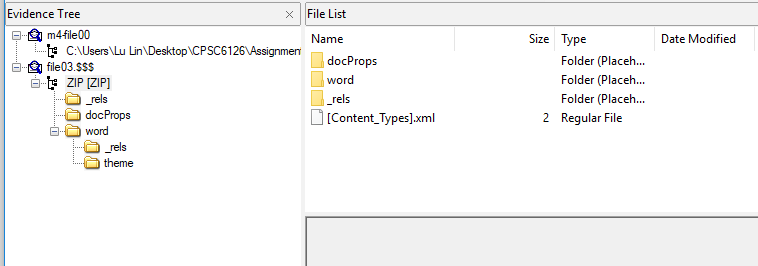 Evidence Tree
m4-file00
C:\Users\Lu Lin\Desktop\CPSC6126\Assignment
file03.$$$
ZIP [ZIP]
_rels
docProps
word
_rels
theme
File List
Name Size Type Date Modified
docProps Folder (Placeh...
word Folder (Placeh...
_rels Folder (Placeh...
[Content_Types].xml 2 Regular File